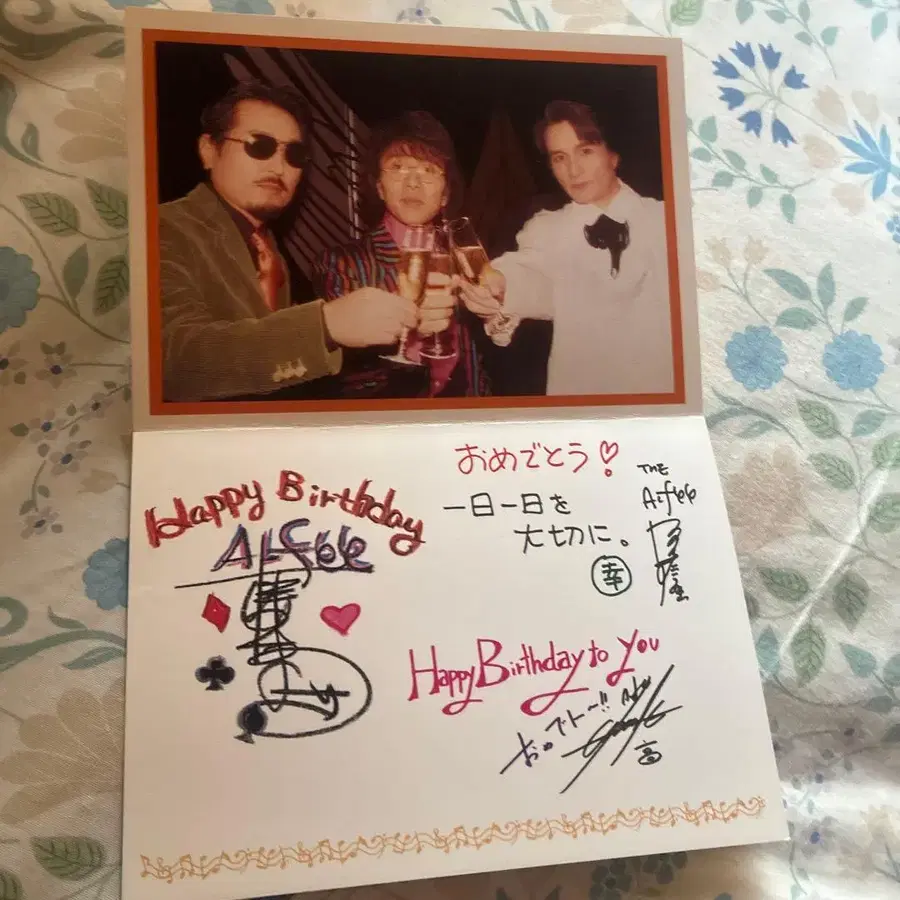 Happy Birthday
ALFee
おめでとう!
一日一日を
大切に。
幸
THE
Alfee
Happy Birthday to you
おめでトー!!
高